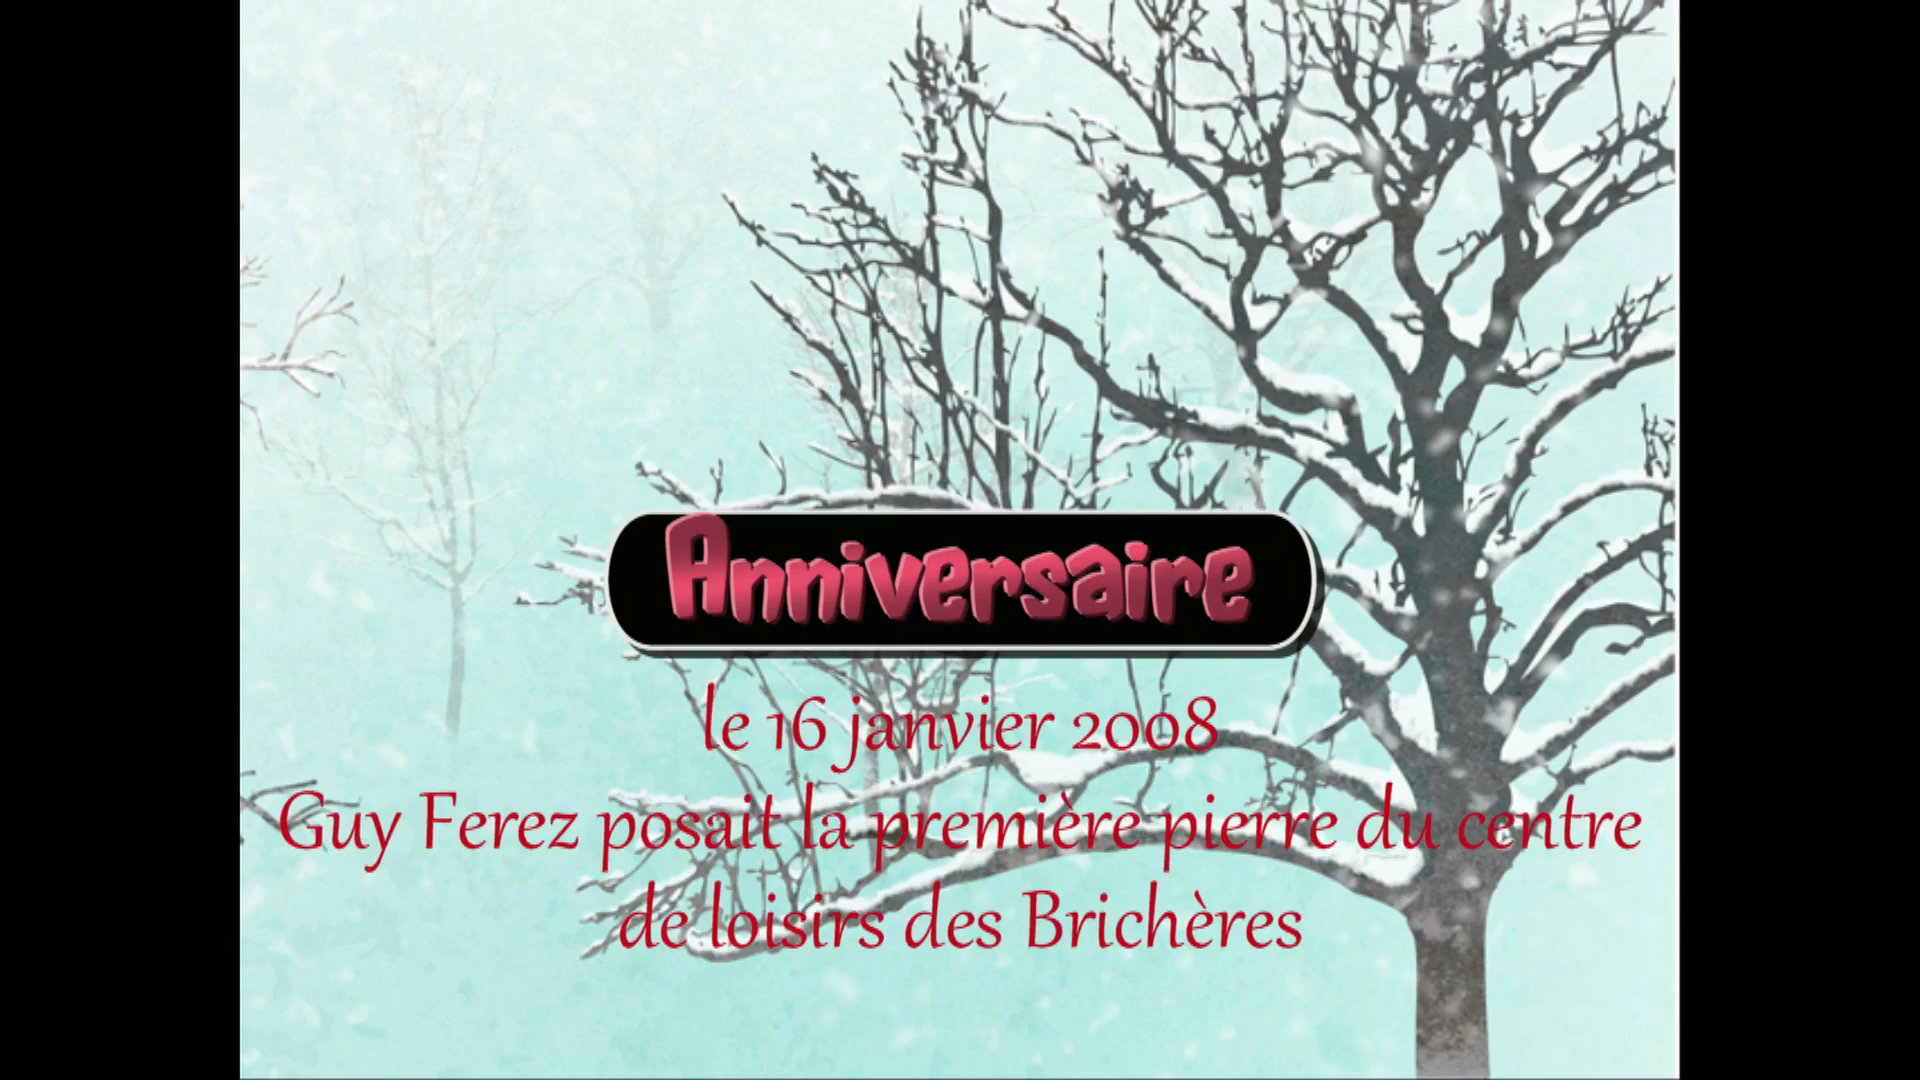 Anniversaire
le 16 janvier 2008
Guy Ferez posait la première pierre du centre
de loisirs des Brichères